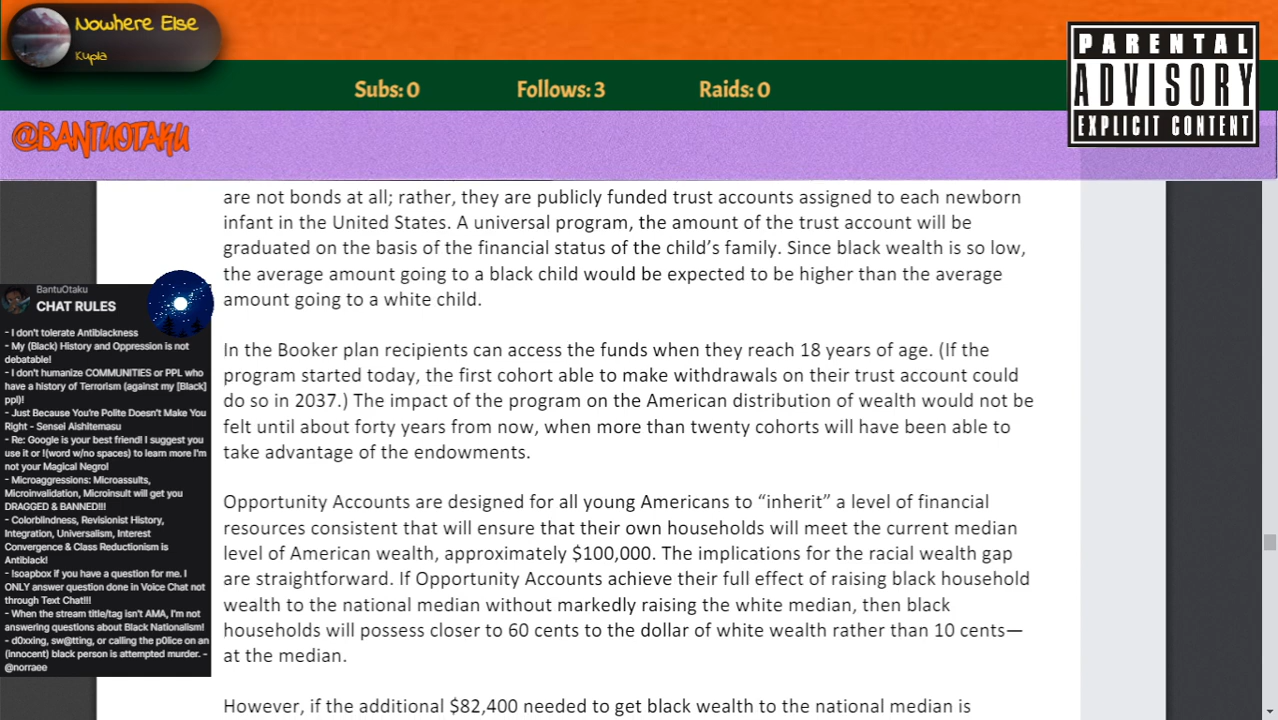 Nowhere Else
Kupla
PARENTAL
ADVISORY
EXPLICIT CONTENT
Subs: 0
Follows: 3
Raids: 0
@BANTUOTAKU
are not bonds at all; rather, they are publicly funded trust accounts assigned to each newborn
infant in the United States. A universal program, the amount of the trust account will be
graduated on the basis of the financial status of the child's family. Since black wealth is so low,
the average amount going to a black child would be expected to be higher than the average
amount going to a white child.
In the Booker plan recipients can access the funds when they reach 18 years of age. (If the
program started today, the first cohort able to make withdrawals on their trust account could
do so in 2037.) The impact of the program on the American distribution of wealth would not be
felt until about forty years from now, when more than twenty cohorts will have been able to
take advantage of the endowments.
Opportunity Accounts are designed for all young Americans to “inherit” a level of financial
resources consistent that will ensure that their own households will meet the current median
level of American wealth, approximately $100,000. The implications for the racial wealth gap
are straightforward. If Opportunity Accounts achieve their full effect of raising black household
wealth to the national median without markedly raising the white median, then black
households will possess closer to 60 cents to the dollar of white wealth rather than 10 cents—
at the median.
However, if the additional $82,400 needed to get black wealth to the national median is
BantuOtaku
CHAT RULES
- I don't tolerate Antiblackness
- My (Black) History and Oppression is not
debatable!
- I don't humanize COMMUNITIES or PPL who
have a history of Terrorism (against my [Black]
ppl)!
- Just Because You're Polite Doesn't Make You
Right - Sensei Aishitemasu
- Re: Google is your best friend! I suggest you
use it or !(word w/no spaces) to learn more I'm
not your Magical Negro!
- Microaggressions: Microassults,
Microinvalidation, Microinsult will get you
DRAGGED & BANNED!!!
- Colorblindness, Revisionist History,
Integration, Universalism, Interest
Convergence & Class Reductionism is
Antiblack!
- !soapbox if you have a question for me. I
ONLY answer question done in Voice Chat not
through Text Chat!!!
- When the stream title/tag isn't AMA, I'm not
answering questions about Black Nationalism!
- d0xxing, sw@tting, or calling the p0lice on an
(innocent) black person is attempted murder. -
@norraee